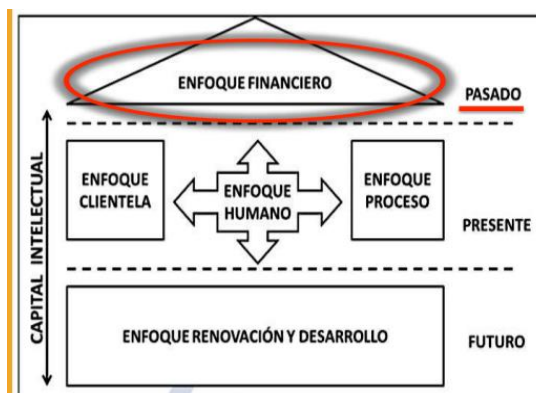 ENFOQUE FINANCIERO
PASADO
ENFOQUE
CLIENTELA
ENFOQUE
HUMANO
ENFOQUE
PROCESO
PRESENTE
CAPITAL INTELECTUAL
ENFOQUE RENOVACIÓN Y DESARROLLO
FUTURO